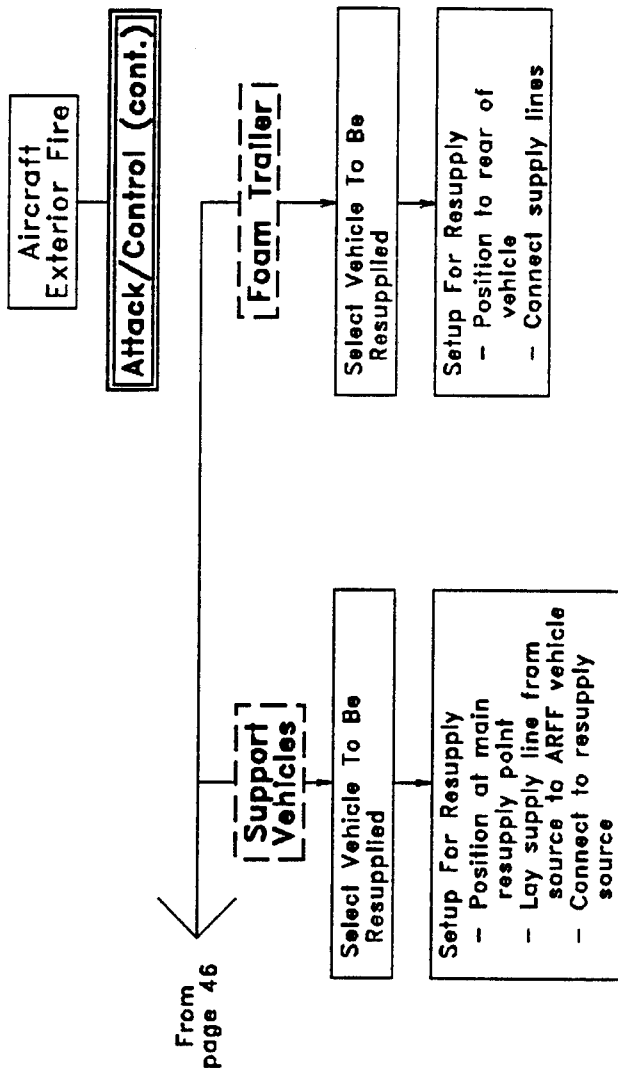 Aircraft
Exterior Fire
Attack/Control (cont.)
From
page 46
Support
Vehicles
Select Vehicle To Be
Resupplied
Setup For Resupply
- Position at main
resupply point
- Lay supply line from
source to ARFF vehicle
- Connect to resupply
source
Foam Trailer
Select Vehicle To Be
Resupplied
Setup For Resupply
- Position to rear of
vehicle
- Connect supply lines